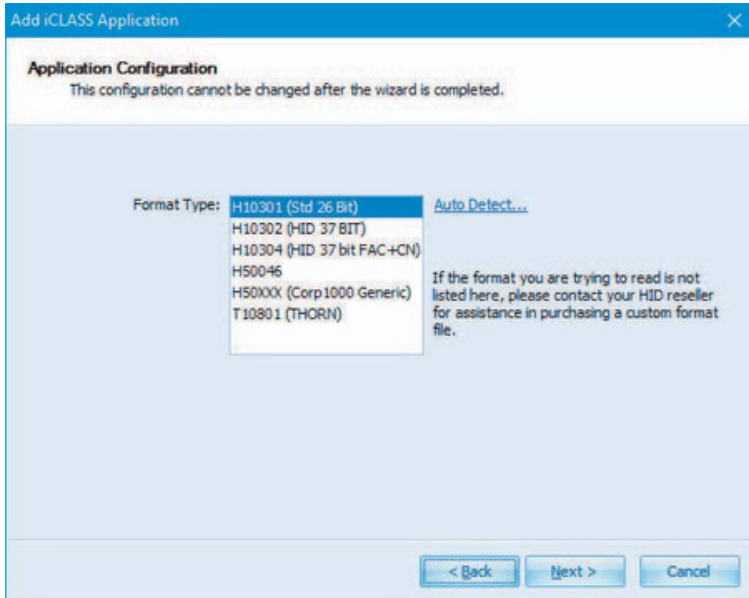 Add iCLASS Application
Application Configuration
This configuration cannot be changed after the wizard is completed.
Format Type:
H10301 (Std 26 Bit)
H10302 (HID 37 BIT)
H10304 (HID 37 bit FAC+CN)
H50046
H50XXX (Corp1000 Generic)
T10801 (THORN)
Auto Detect...
If the format you are trying to read is not
listed here, please contact your HID reseller
for assistance in purchasing a custom format
file.
< Back
Next >
Cancel